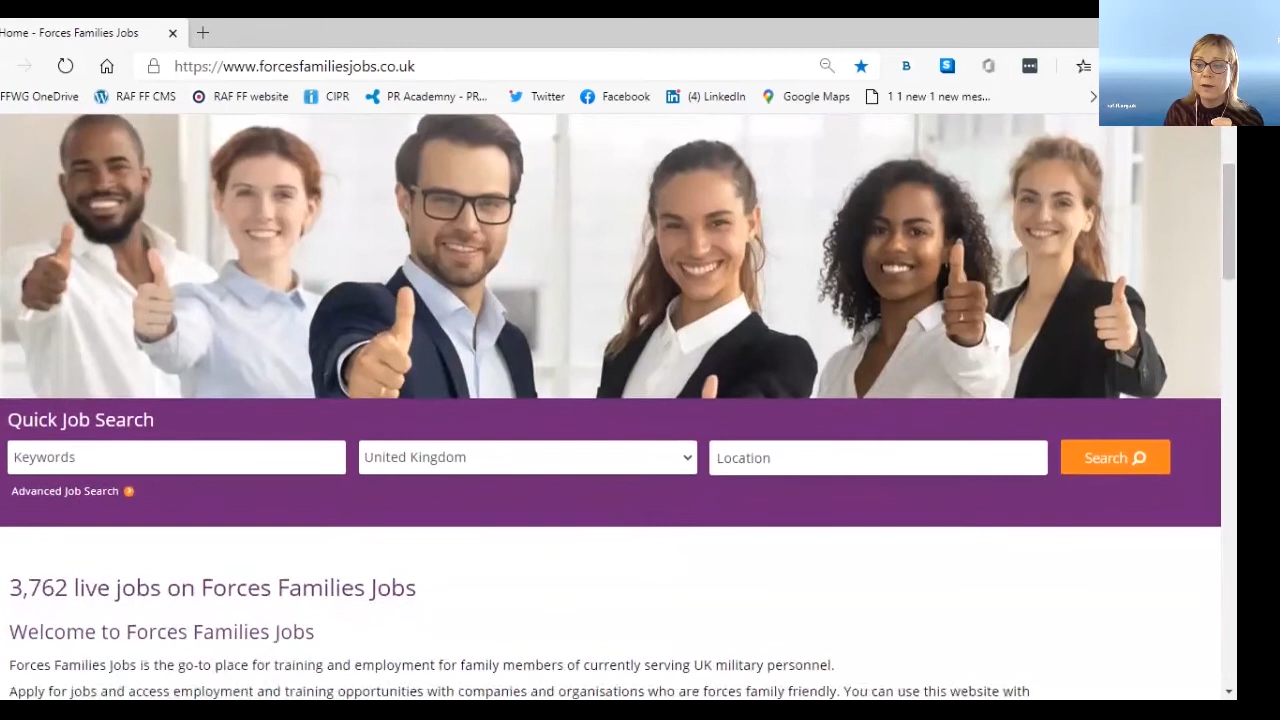 Home - Forces Families Jobs
https://www.forcesfamiliesjobs.co.uk
FFWG OneDrive RAF FF CMS RAF FF website CIPR PR Academny - PR... Twitter Facebook (4) LinkedIn Google Maps 1 1 new 1 new mes...
Quick Job Search
Keywords United Kingdom Location Search
Advanced Job Search
3,762 live jobs on Forces Families Jobs
Welcome to Forces Families Jobs
Forces Families Jobs is the go-to place for training and employment for family members of currently serving UK military personnel.
Apply for jobs and access employment and training opportunities with companies and organisations who are forces family friendly. You can use this website with